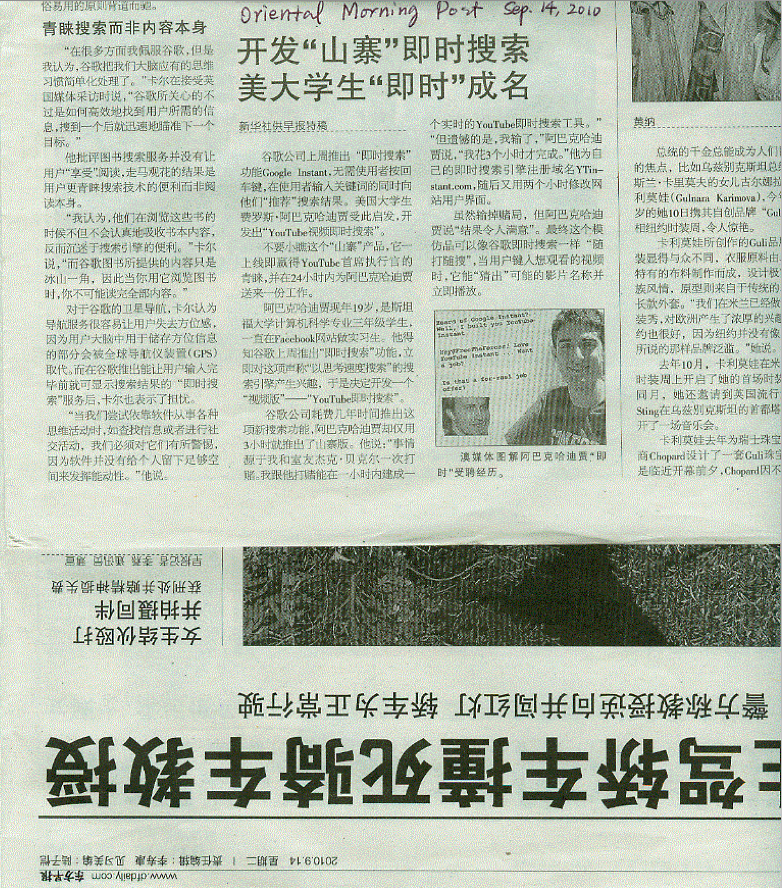 Oriental Morning Post Sep. 14, 2010
俗易用的原则背道而驰。
青睐搜索而非内容本身
“在很多方面我佩服谷歌,但是
我认为,谷歌把我们大脑应有的思维
习惯简单化处理了。”卡尔在接受英
国媒体采访时说,“谷歌所关心的不
过是如何高效地找到用户所需的信
息,搜到一个后就迅速地瞄准下一个
目标。”
他批评图书搜索服务并没有让
用户“享受”阅读,走马观花的结果是
用户更青睐搜索技术的便利而非阅
读本身。
“我认为,他们在浏览这些书的
时候不但不会认真地吸收书本内容,
反而沉迷于搜索引擎的便利。”卡尔
说,“而谷歌图书所提供的内容只是
冰山一角,因此当你用它浏览图书
时,你不可能读完全部内容。”
对于谷歌的卫星导航,卡尔认为
导航服务很容易让用户失去方位感,
因为用户大脑中用于储存方位信息
的部分会被全球导航仪装置(GPS)
取代。而在谷歌推出能让用户输入完
毕前就可显示搜索结果的“即时搜
索”服务后,卡尔也表示了担忧。
“当我们尝试依靠软件从事各种
思维活动时,如查找信息或者进行社
交活动,我们必须对它们有所警惕,
因为软件并没有给个人留下足够空
间来发挥能动性。”他说。
开发“山寨”即时搜索
美大学生“即时”成名
新华社供早报特稿
谷歌公司上周推出“即时搜索”
功能Google Instant,无需使用者按回
车键,在使用者输入关键词的同时向
他们“推荐”搜索结果。美国大学生
费罗斯·阿巴克哈迪贾受此启发,开
发出“YouTube视频即时搜索”。
不要小瞧这个“山寨”产品,它一
上线即赢得YouTube首席执行官的
青睐,并在24小时内为阿巴克哈迪贾
送来一份工作。
阿巴克哈迪贾现年19岁,是斯坦
福大学计算机科学专业三年级学生,
一直在Facebook网站做实习生。他得
知谷歌上周推出“即时搜索”功能,立
即对这项声称“以思考速度搜索”的搜
索引擎产生兴趣,于是决定开发一个
“视频版”——“YouTube即时搜索”。
谷歌公司耗费几年时间推出这
项新搜索功能,阿巴克哈迪贾却仅用
3小时就推出了山寨版。他说:“事情
源于我和室友杰克·贝克尔一次打
赌。我跟他打赌能在一小时内建成一
个实时的YouTube即时搜索工具。”
“但遗憾的是,我输了,”阿巴克哈迪
贾说,“我花3个小时才完成。”他为自
己的即时搜索引擎注册域名YTin-
stant.com,随后又用两个小时修改网
站用户界面。
虽然输掉赌局,但阿巴克哈迪
贾说“结果令人满意”。最终这个模
仿品可以像谷歌即时搜索一样“随
打随搜”,当用户键入想观看的视频
时,它能“猜出”可能的影片名称并
立即播放。
Years of Google Instant?
Well, I built you Youtube
Instant
Love
YouTube Instant Want
a job?
Is that a for-real job
offer?
澳媒体图解阿巴克哈迪贾“即
时”受聘经历。
黄纳
总统的千金总能成为人们
的焦点,比如乌兹别克斯坦总
斯兰·卡里莫夫的女儿古尔娜拉
利莫娃(Gulnara Karimova),今年
岁的她10日携其自创品牌“Guli
相纽约时装周,令人惊艳。
卡利莫娃所创作的Guli品
装显得与众不同,衣服原料由
特有的布料制作而成,设计极
族风情,原型则来自于传统的
长款外套。“我们在米兰已经做
装秀,对欧洲产生了浓厚的兴
约也很好,因为纽约并没有像
所说的那样品牌泛滥。”她说。
去年10月,卡利莫娃在米
时装周上开启了她的首场时装
同月,她还邀请到英国流行
Sting在乌兹别克斯坦的首都
开了一场音乐会。
卡利莫娃去年为瑞士珠宝
商Chopard设计了一套Guli珠宝
是临近开幕前夕,Chopard因不
东方早报 www.dfdaily.com
2010.9.14 星期二
驾轿车撞死骑车教授
警方称教授逆向并闯红灯 轿车为正常行驶
女生结伙殴打
并拍摄同伴
获刑处并赔精神损失费